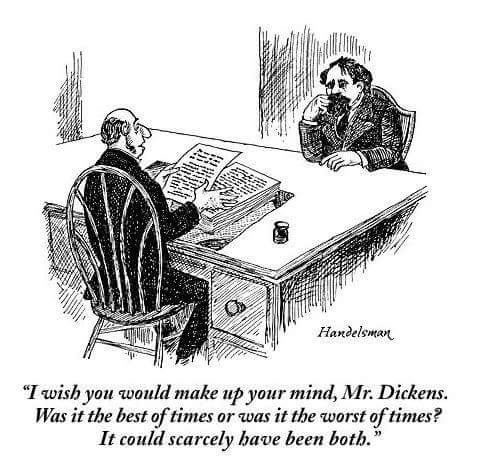 Handelsman
“I wish you would make up your mind, Mr. Dickens.
Was it the best of times or was it the worst of times?
It could scarcely have been both.”